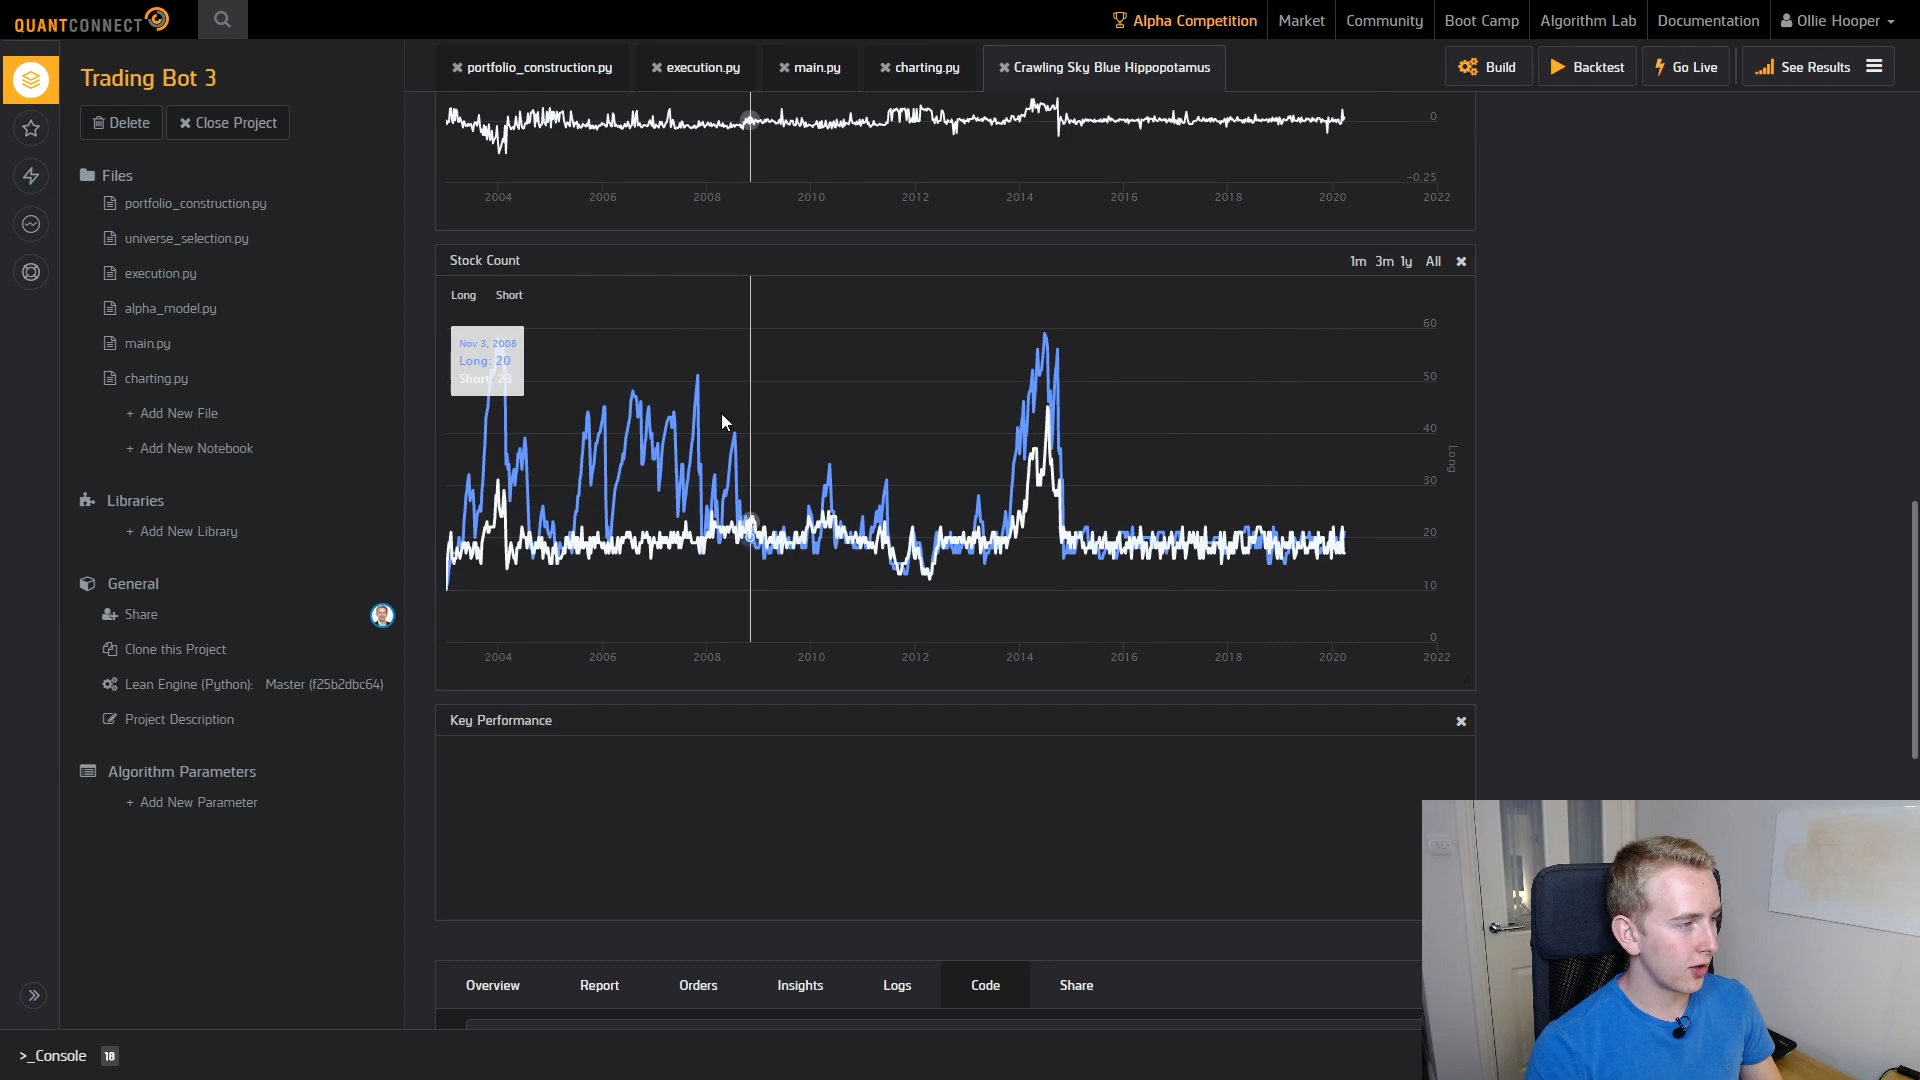 QUANTCONNECT
Alpha Competition
Market
Community
Boot Camp
Algorithm Lab
Documentation
Ollie Hooper
Trading Bot 3
Delete
Close Project
Files
portfolio_construction.py
universe_selection.py
execution.py
alpha_model.py
main.py
charting.py
+ Add New File
+ Add New Notebook
Libraries
+ Add New Library
General
Share
Clone this Project
Lean Engine (Python): Master (f25b2dbc64)
Project Description
Algorithm Parameters
+ Add New Parameter
>_Console 18
portfolio_construction.py
execution.py
main.py
charting.py
Crawling Sky Blue Hippopotamus
Build
Backtest
Go Live
See Results
0
-0.25
2004 2006 2008 2010 2012 2014 2016 2018 2020 2022
Stock Count
1m 3m 1y All
Long Short
Nov 3, 2008
Long: 20
Short: 23
60
50
40
Long
30
20
10
0
2004 2006 2008 2010 2012 2014 2016 2018 2020 2022
Key Performance
Overview
Report
Orders
Insights
Logs
Code
Share